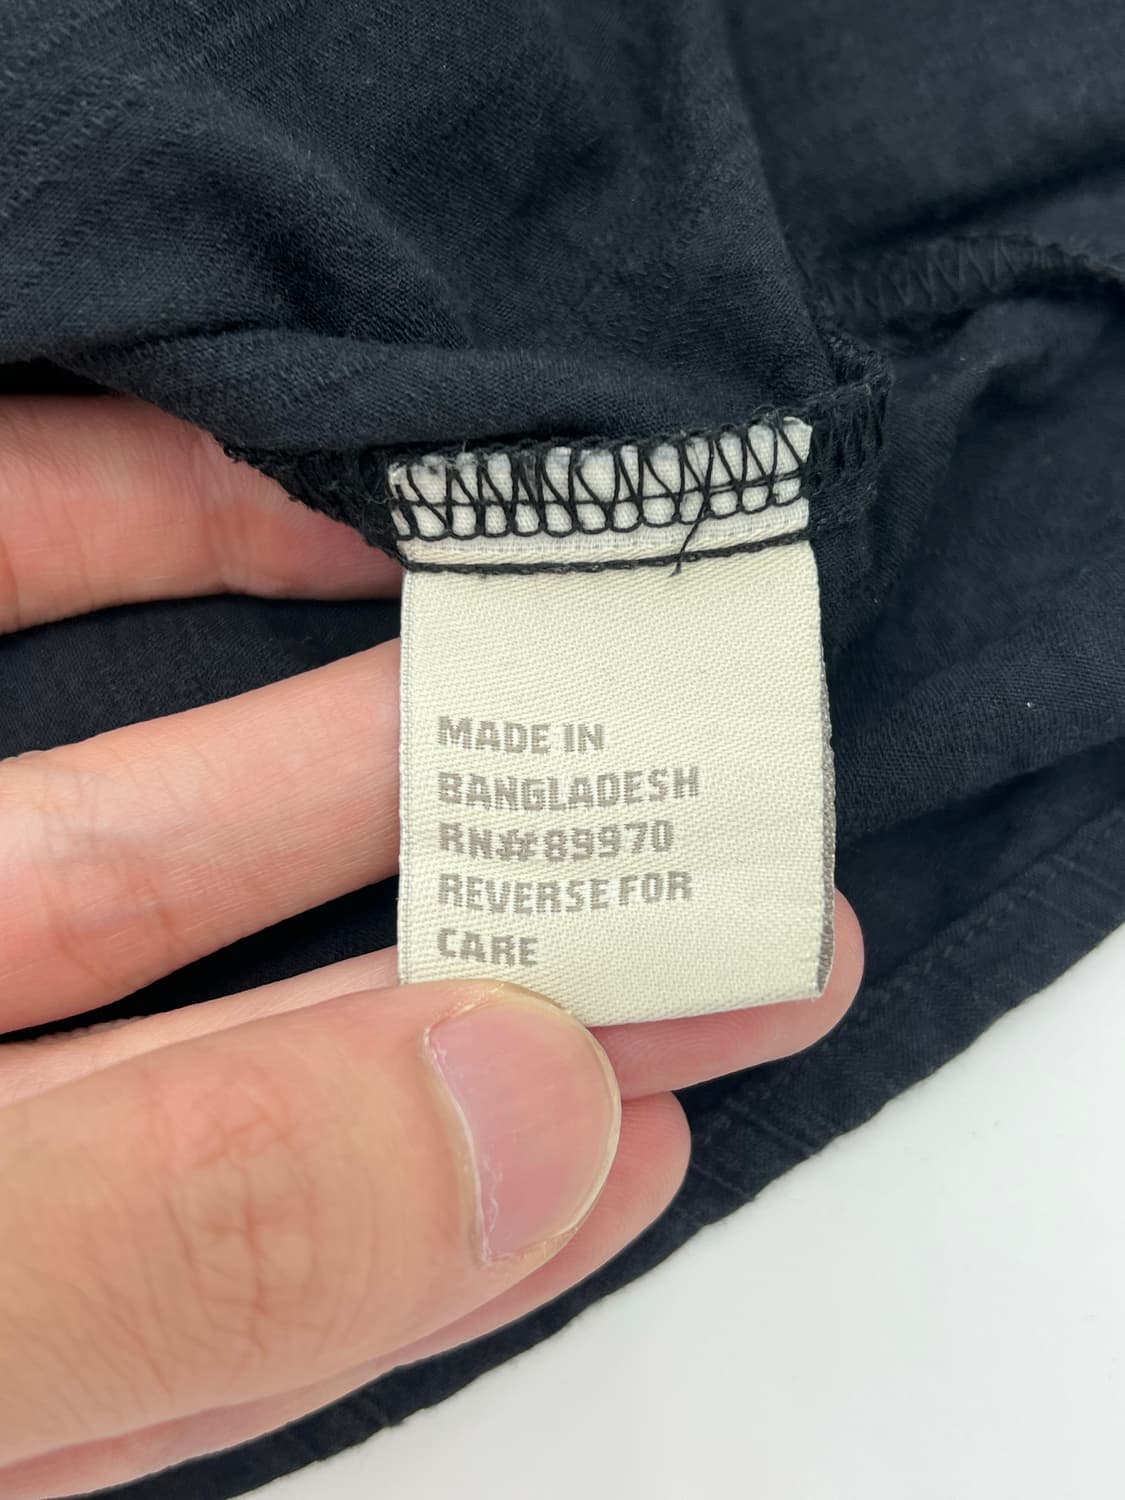 MADE IN
BANGLADESH
RN#89970
REVERSE FOR
CARE